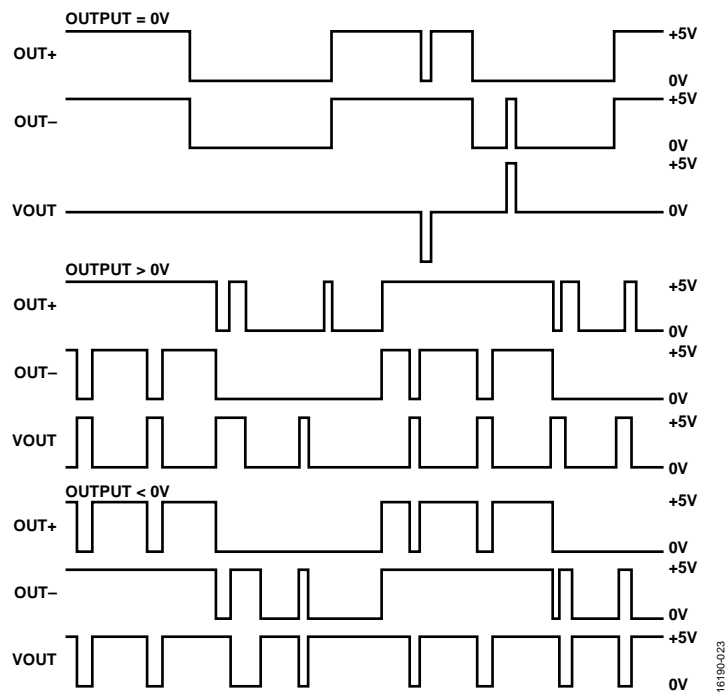 OUTPUT = 0V
OUT+
+5V
0V
OUT–
+5V
0V
VOUT
+5V
0V
OUTPUT > 0V
OUT+
+5V
0V
OUT–
+5V
0V
VOUT
+5V
0V
OUTPUT < 0V
OUT+
+5V
0V
OUT–
+5V
0V
VOUT
+5V
0V
16190-023